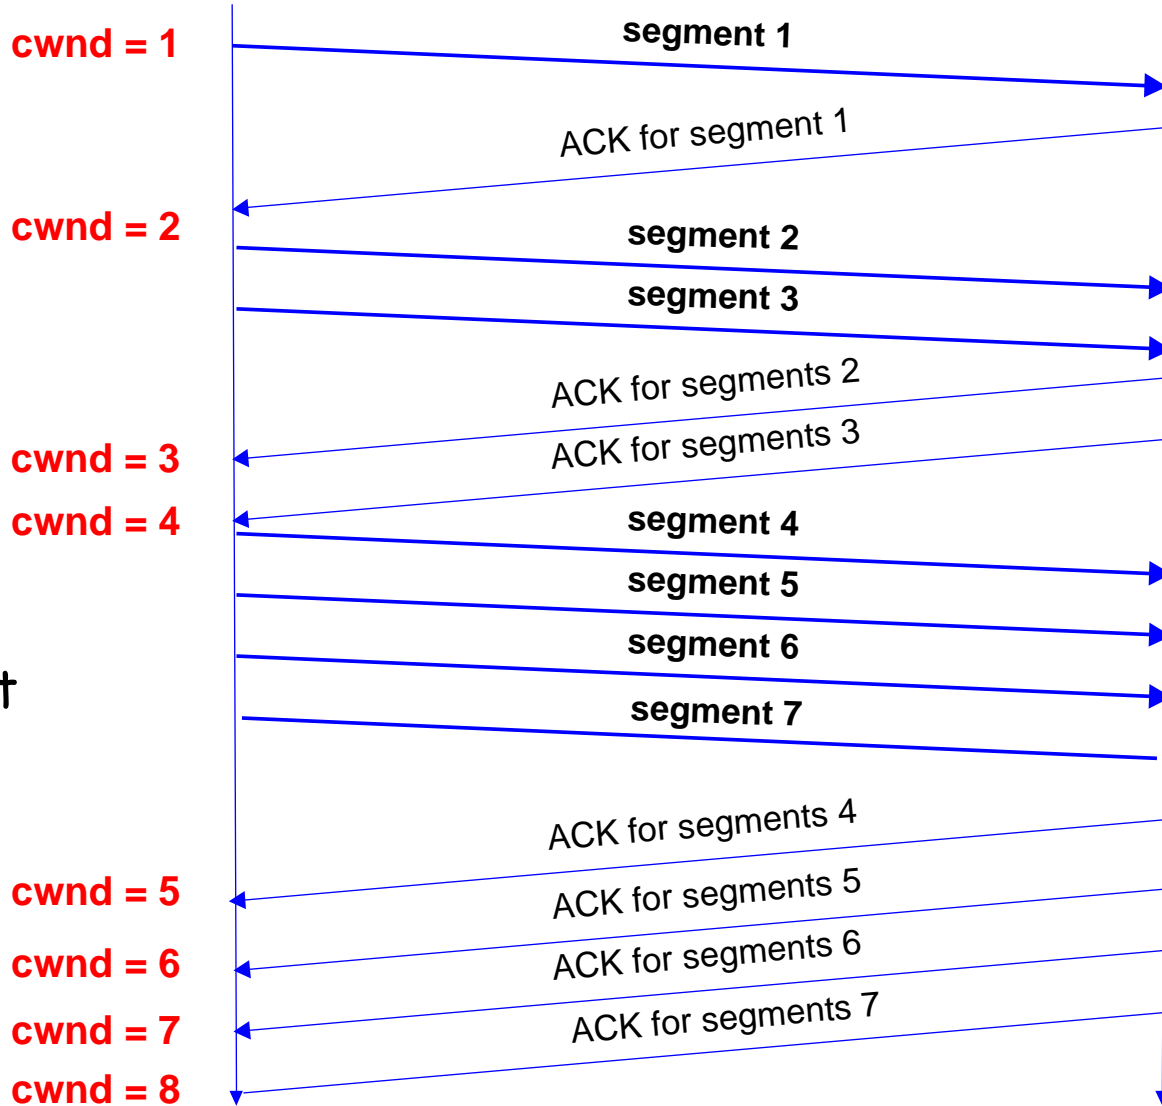 cwnd = 1
segment 1
ACK for segment 1
cwnd = 2
segment 2
segment 3
ACK for segments 2
cwnd = 3
ACK for segments 3
cwnd = 4
segment 4
segment 5
segment 6
t
segment 7
ACK for segments 4
cwnd = 5
ACK for segments 5
cwnd = 6
ACK for segments 6
cwnd = 7
ACK for segments 7
cwnd = 8